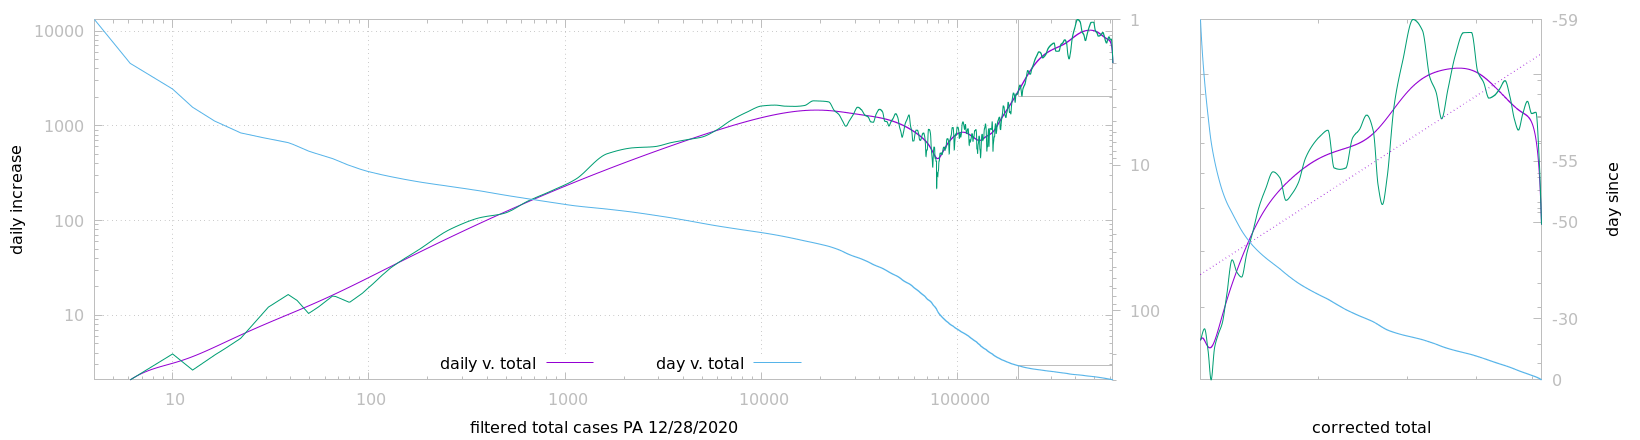 10000
1000
100
10
daily increase
10
100
1000
10000
100000
filtered total cases PA 12/28/2020
daily v. total
day v. total
1
10
100
-59
-55
-50
-30
0
day since
corrected total